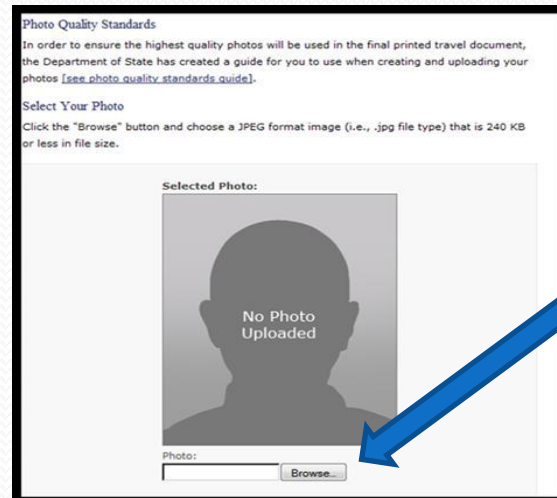 Photo Quality Standards
In order to ensure the highest quality photos will be used in the final printed travel document,
the Department of State has created a guide for you to use when creating and uploading your
photos [see photo quality standards guide].
Select Your Photo
Click the "Browse" button and choose a JPEG format image (i.e., .jpg file type) that is 240 KB
or less in file size.
Selected Photo:
No Photo
Uploaded
Photo:
Browse...